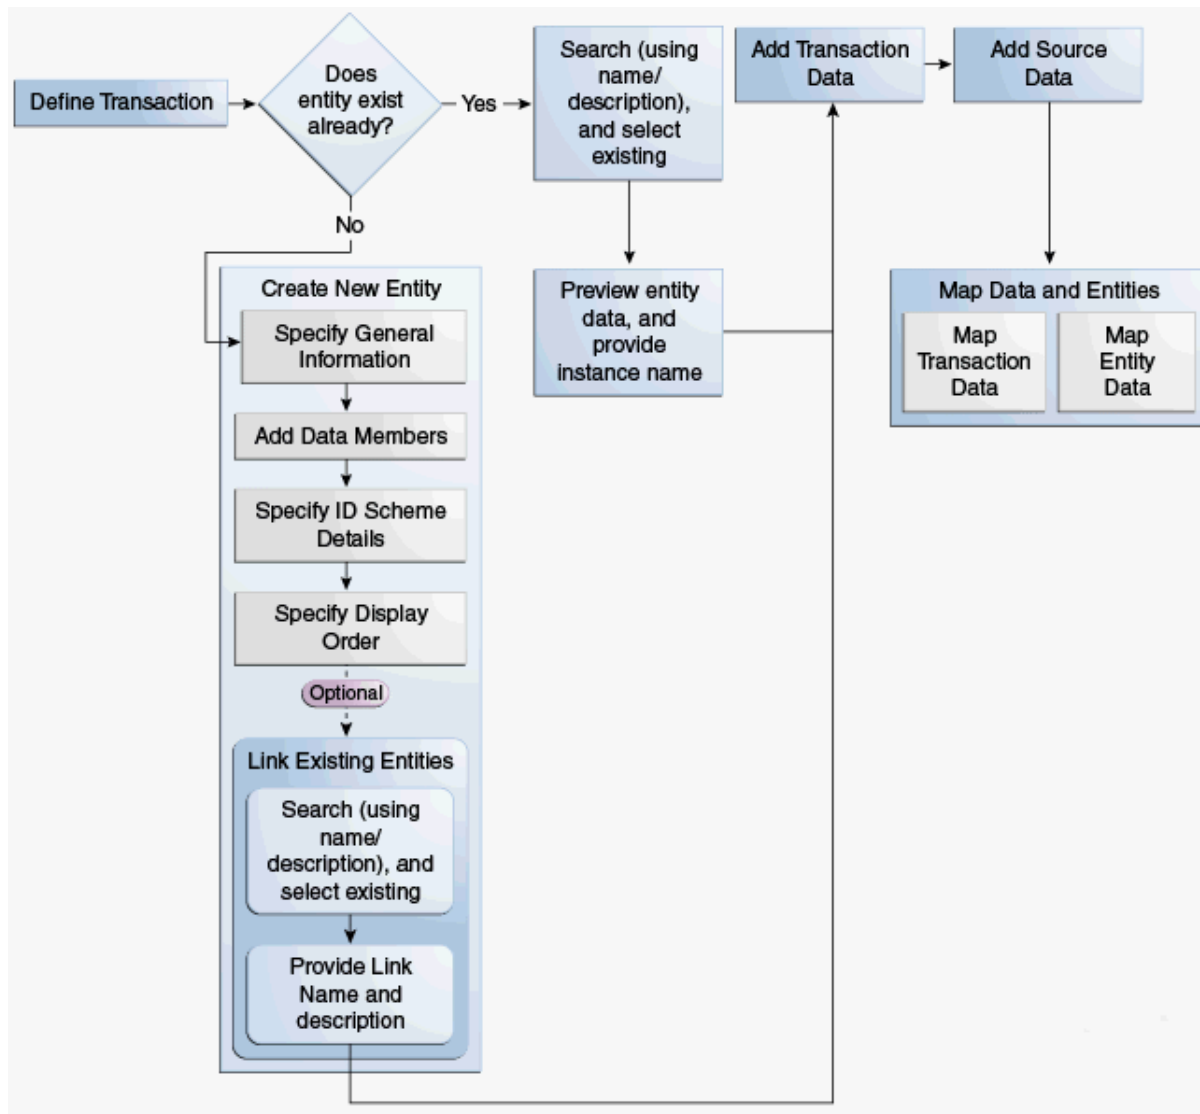 Define Transaction
Does
entity exist
already?
Yes
No
Search (using
name/
description),
and select
existing
Preview entity
data, and
provide
instance name
Add Transaction
Data
Add Source
Data
Map Data and Entities
Map
Transaction
Data
Map
Entity
Data
Create New Entity
Specify General
Information
Add Data Members
Specify ID Scheme
Details
Specify Display
Order
Optional
Link Existing Entities
Search (using
name/
description), and
select existing
Provide Link
Name and
description